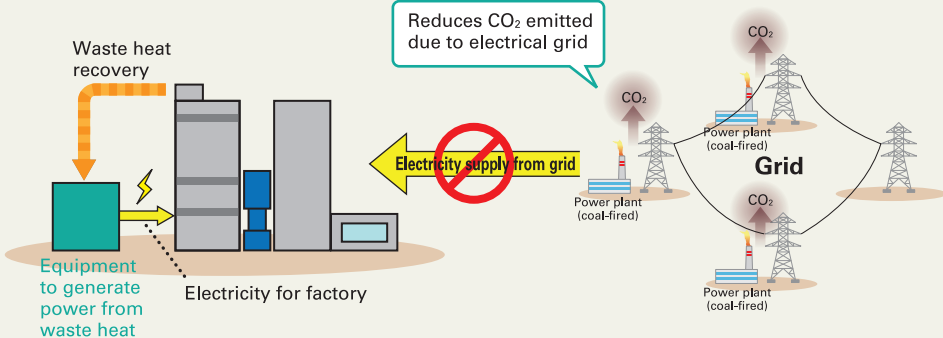 Waste heat
recovery
Equipment
to generate
power from
waste heat
Electricity for factory
Electricity supply from grid
Reduces CO₂ emitted
due to electrical grid
CO₂
Power plant
(coal-fired)
CO₂
Power plant
(coal-fired)
Grid
CO₂
Power plant
(coal-fired)